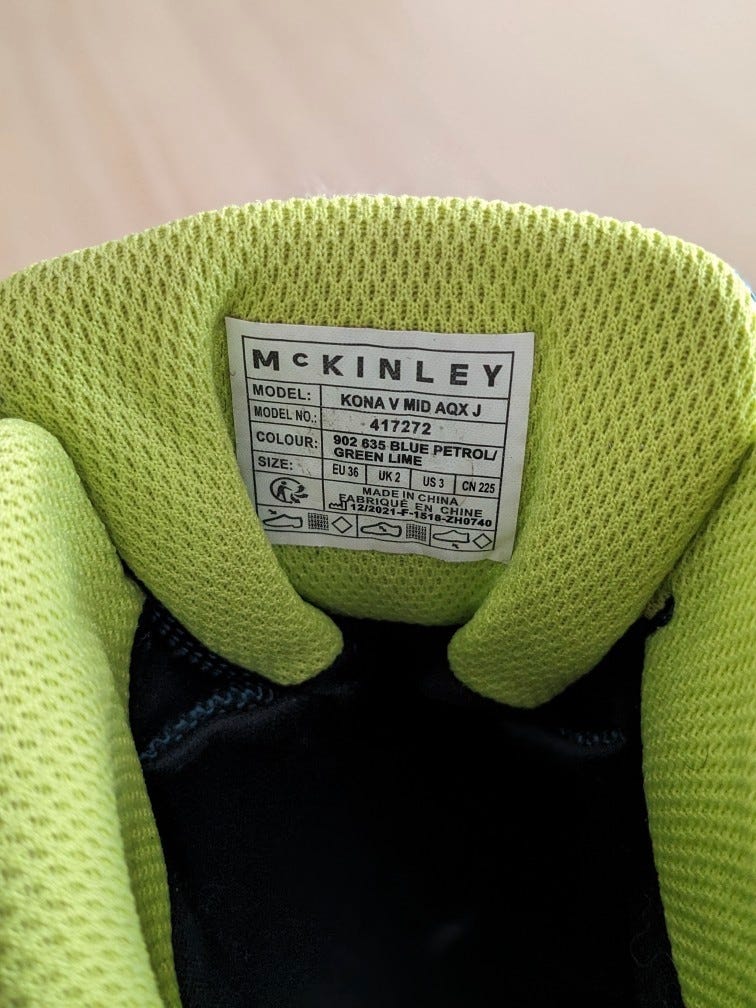 McKINLEY
MODEL: KONA V MID AQX J
MODEL NO.: 417272
COLOUR: 902 635 BLUE PETROL/
GREEN LIME
SIZE: EU 36 UK 2 US 3 CN 225
MADE IN CHINA
FABRIQUÉ EN CHINE
12/2021-F-1518-ZH0740